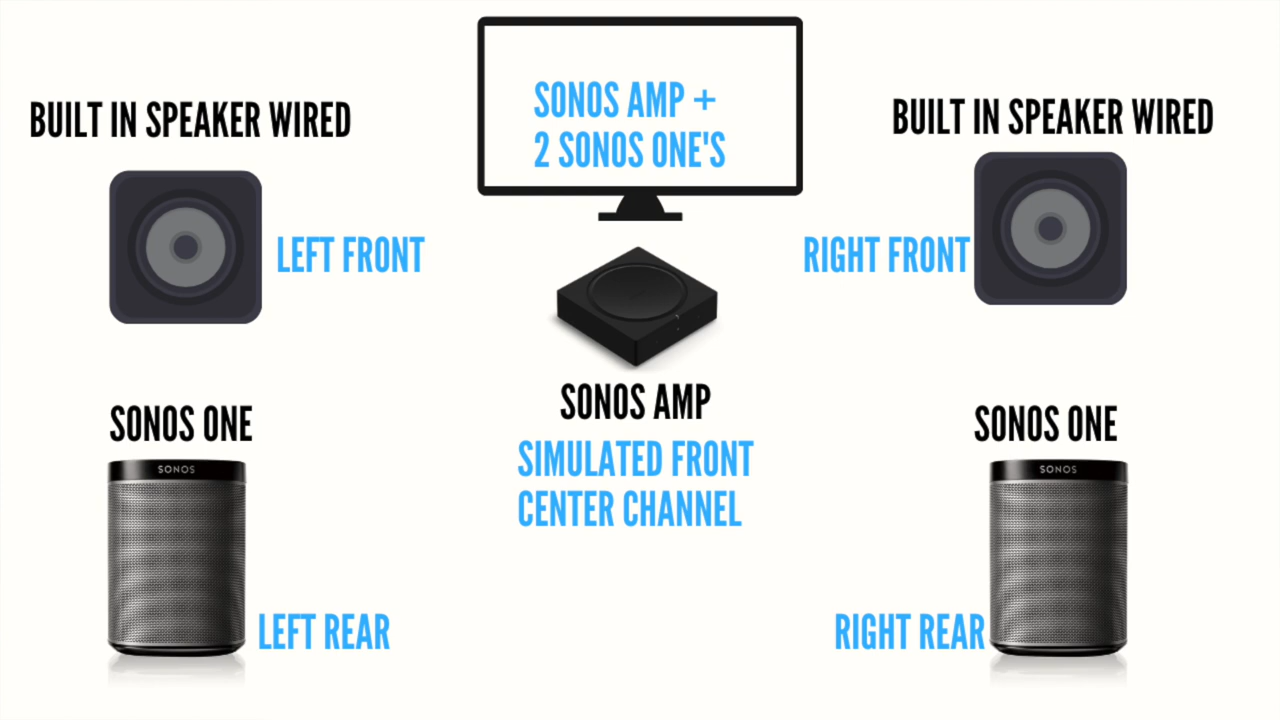 SONOS AMP +
2 SONOS ONE'S
BUILT IN SPEAKER WIRED
BUILT IN SPEAKER WIRED
LEFT FRONT
RIGHT FRONT
SONOS AMP
SIMULATED FRONT
CENTER CHANNEL
SONOS ONE
SONOS ONE
SONOS
SONOS
LEFT REAR
RIGHT REAR